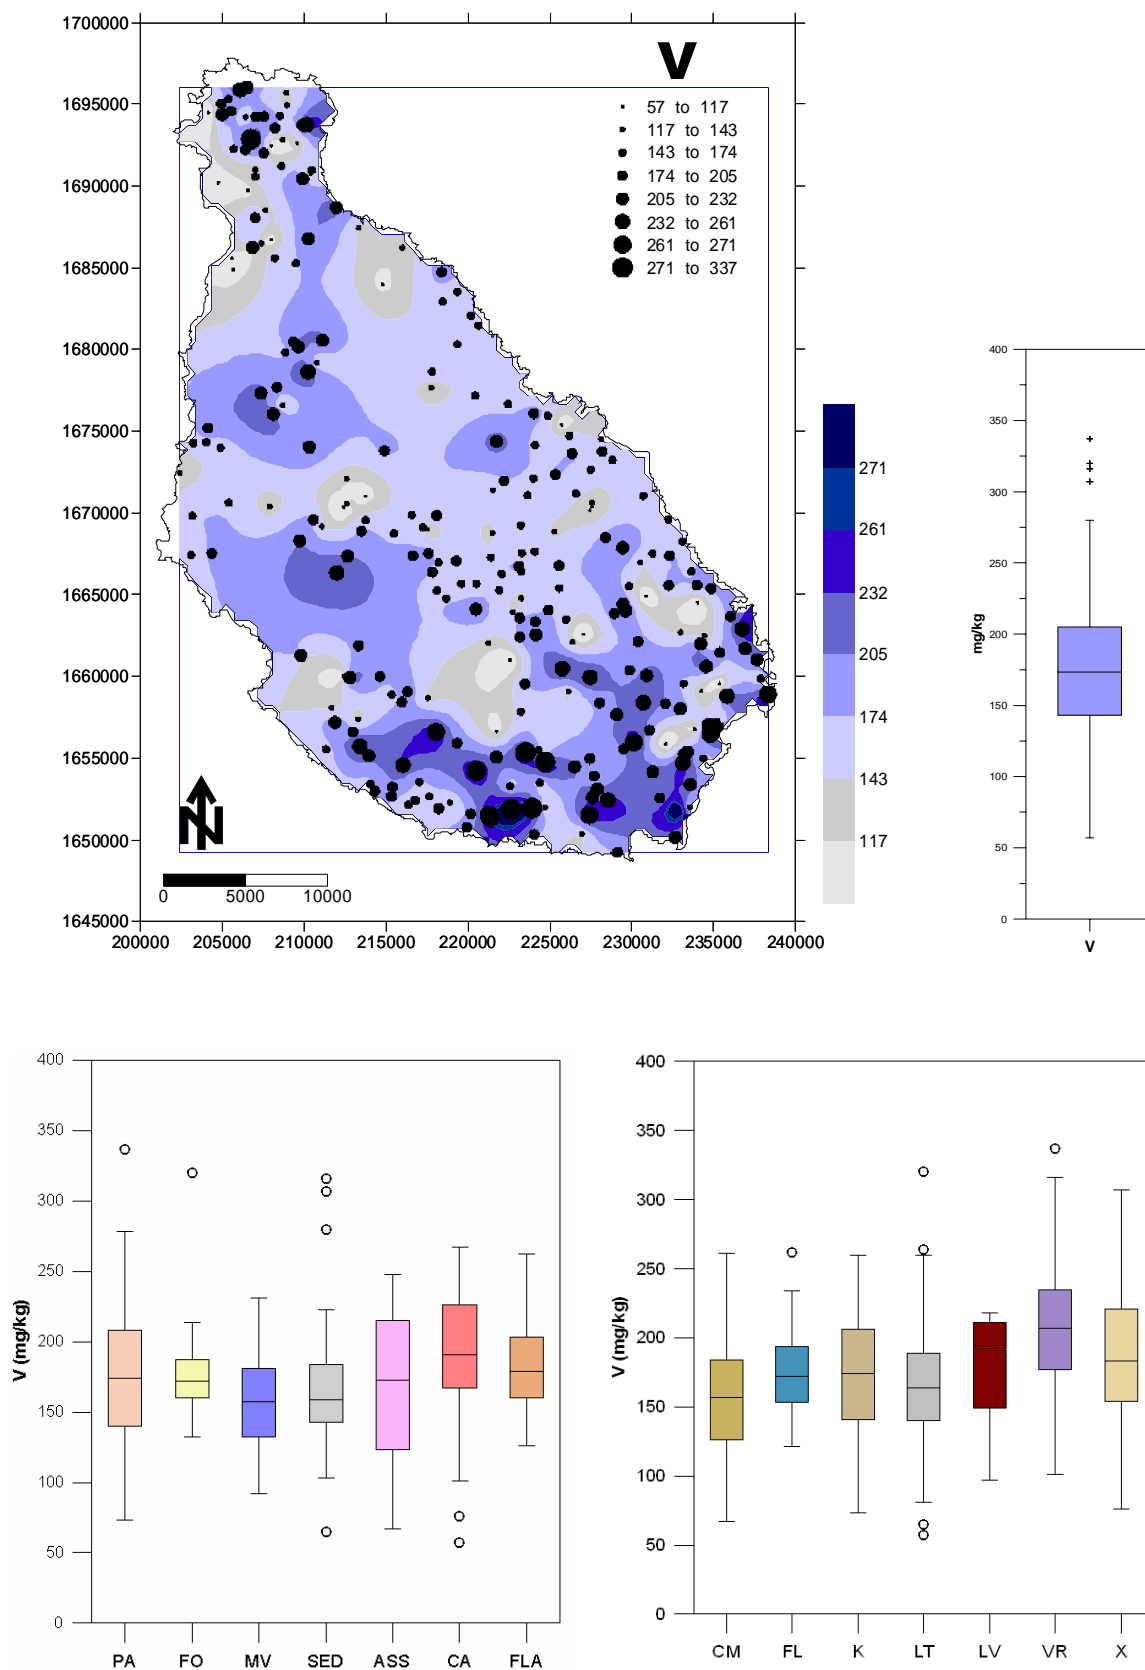 1700000
V
1695000
57 to 117
117 to 143
143 to 174
1690000
174 to 205
205 to 232
232 to 261
261 to 271
1685000
271 to 337
1680000
1675000
1670000
1665000
1660000
1655000
1650000
1645000
N
0 5000 10000
200000 205000 210000 215000 220000 225000 230000 235000 240000
271
261
232
205
174
143
117
400
350
300
250
200
150
100
50
0
mg/kg
V
400
350
300
250
200
150
100
50
0
V (mg/kg)
PA FO MV SED ASS CA FLA
400
350
300
250
200
150
100
50
0
V (mg/kg)
CM FL K LT LV VR X